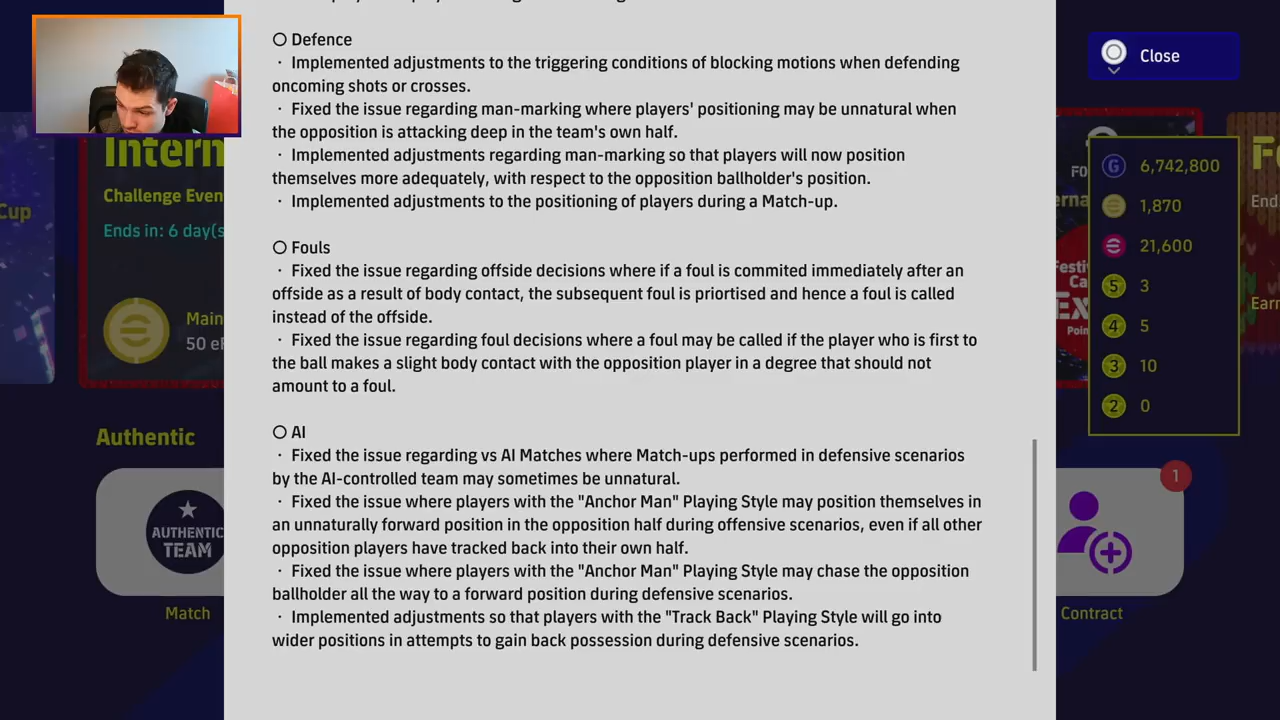 ○ Defence
· Implemented adjustments to the triggering conditions of blocking motions when defending
oncoming shots or crosses.
· Fixed the issue regarding man-marking where players' positioning may be unnatural when
the opposition is attacking deep in the team's own half.
· Implemented adjustments regarding man-marking so that players will now position
themselves mre adequately, with respect to the opposition ballholder's position.
· Implemented adjustments to the positioning of players during a Match-up.
○ Fouls
· Fixed the issue regarding offside decisions where if a foul is commited immediately after an
offside as a result of body contact, the subsequent foul is priortised and hence a foul is called
instead of the offside.
· Fixed the issue regarding foul decisions where a foul may be called if the player who is first to
the ball makes a slight body contact with the opposition player in a degree that should not
amount to a foul.
○ AI
· Fixed the issue regarding vs AI Matches where Match-ups performed in defensive scenarios
by the AI-controlled team may sometimes be unnatural.
· Fixed the issue where players with the "Anchor Man" Playing Style may position themselves in
an unnaturally forward position in the opposition half during offensive scenarios, even if all other
opposition players have tracked back into their own half.
· Fixed the issue where players with the "Anchor Man" Playing Style may chase the opposition
ballholder all the way to a forward position during defensive scenarios.
· Implemented adjustments so that players with the "Track Back" Playing Style will go into
wider positions in attempts to gain back possession during defensive scenarios.
Close
Cup
Intern
Challenge Even
Ends in: 6 day(s
Main
50 eF
Authentic
AUTHENTIC
TEAM
Match
G 6,742,800
1,870
21,600
5 3
4 5
3 10
2 0
FO
erna
Festi
Ca
Ex
Poin
Fe
End
Earn
1
Contract